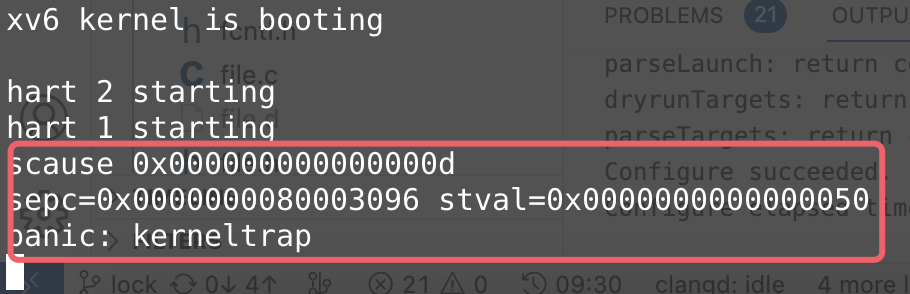 xv6 kernel is booting
fcntl.h
file.c
file.d
hart 2 starting
hart 1 starting
scause 0x000000000000000d
sepc=0x0000000080003096 stval=0x0000000000000050
panic: kerneltrap
PROBLEMS 21 OUTPU
parseLaunch: return c
dryrunTargets: return
parseTargets: return
Configure succeeded.
Configure elapsed tim
lock 0↓ 4↑ 21 0 09:30 clangd: idle 4 more l